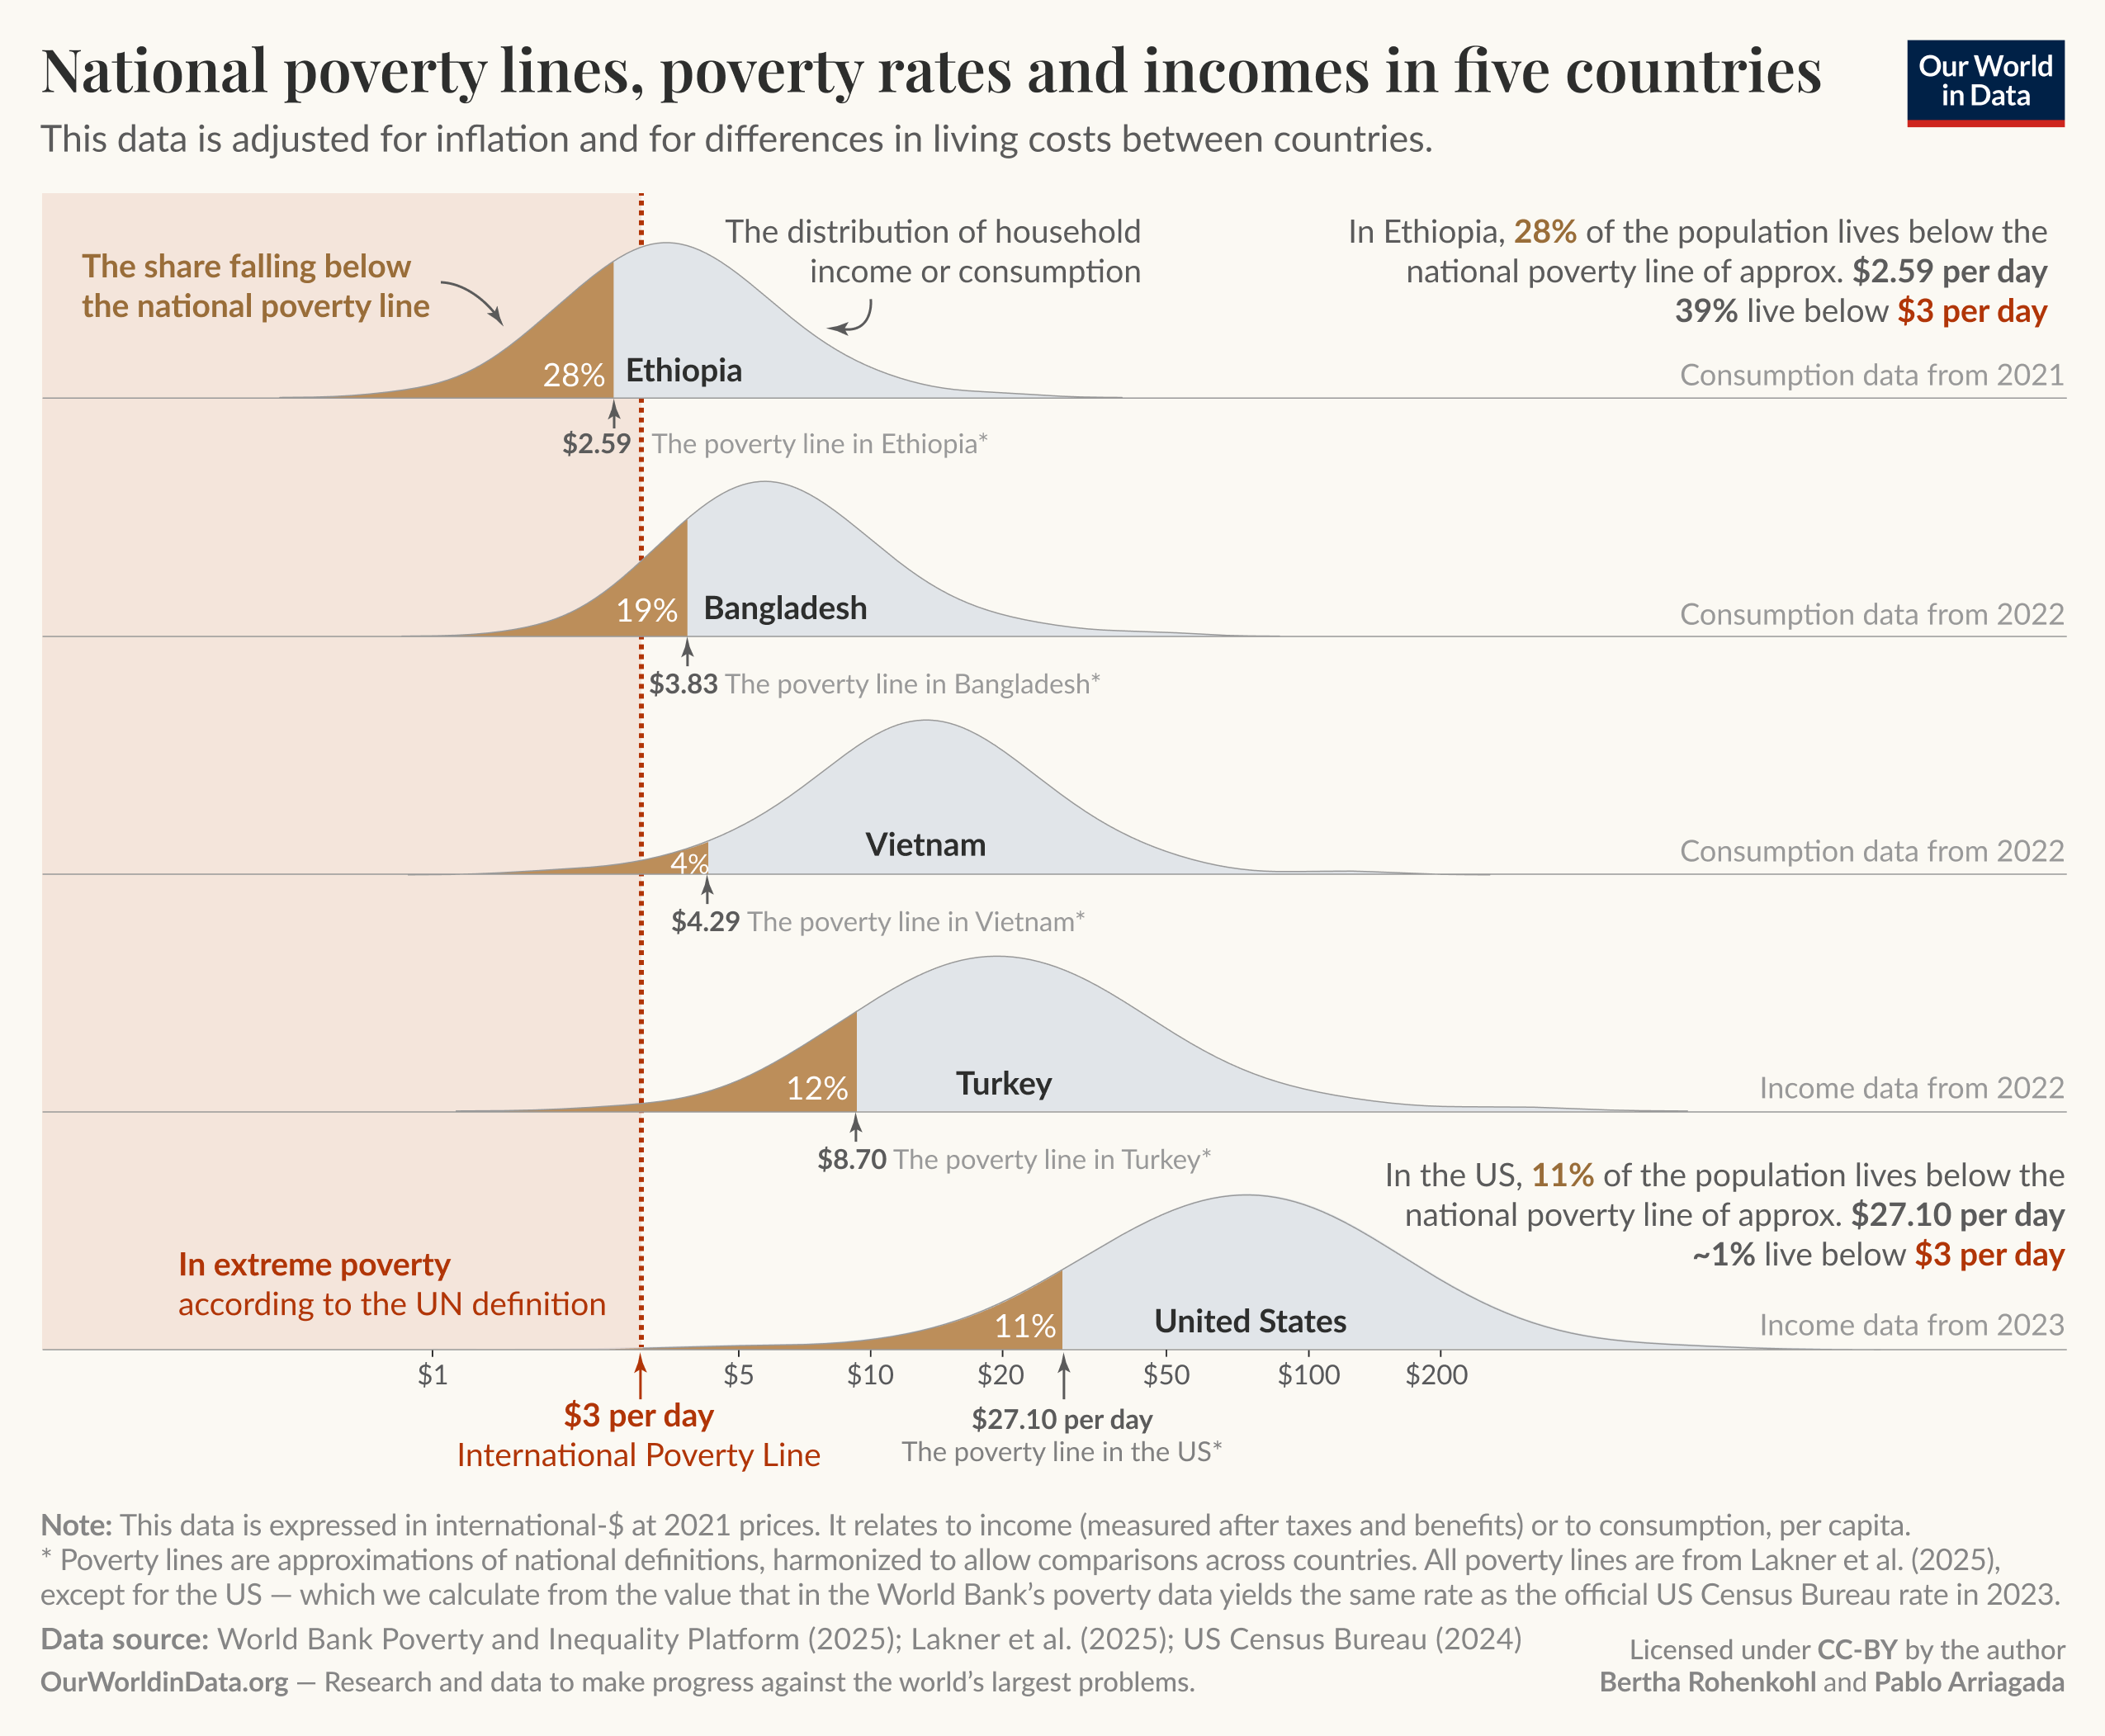 National poverty lines, poverty rates and incomes in five countries
Our World
in Data
This data is adjusted for inflation and for differences in living costs between countries.
The share falling below
the national poverty line
The distribution of household
income or consumption
In Ethiopia, 28% of the population lives below the
national poverty line of approx. $2.59 per day
39% live below $3 per day
28%
Ethiopia
Consumption data from 2021
$2.59 The poverty line in Ethiopia*
19%
Bangladesh
Consumption data from 2022
$3.83 The poverty line in Bangladesh*
4%
Vietnam
Consumption data from 2022
$4.29 The poverty line in Vietnam*
12%
Turkey
Income data from 2022
$8.70 The poverty line in Turkey*
In the US, 11% of the population lives below the
national poverty line of approx. $27.10 per day
~1% live below $3 per day
In extreme poverty
according to the UN definition
11%
United States
Income data from 2023
$1 $5 $10 $20 $50 $100 $200
$3 per day
International Poverty Line
$27.10 per day
The poverty line in the US*
Note: This data is expressed in international-$ at 2021 prices. It relates to income (measured after taxes and benefits) or to consumption, per capita.
* Poverty lines are approximations of national definitions, harmonized to allow comparisons across countries. All poverty lines are from Lakner et al. (2025),
except for the US — which we calculate from the value that in the World Bank's poverty data yields the same rate as the official US Census Bureau rate in 2023.
Data source: World Bank Poverty and Inequality Platform (2025); Lakner et al. (2025); US Census Bureau (2024)
OurWorldinData.org — Research and data to make progress against the world's largest problems.
Licensed under CC-BY by the author
Bertha Rohenkohl and Pablo Arriagada